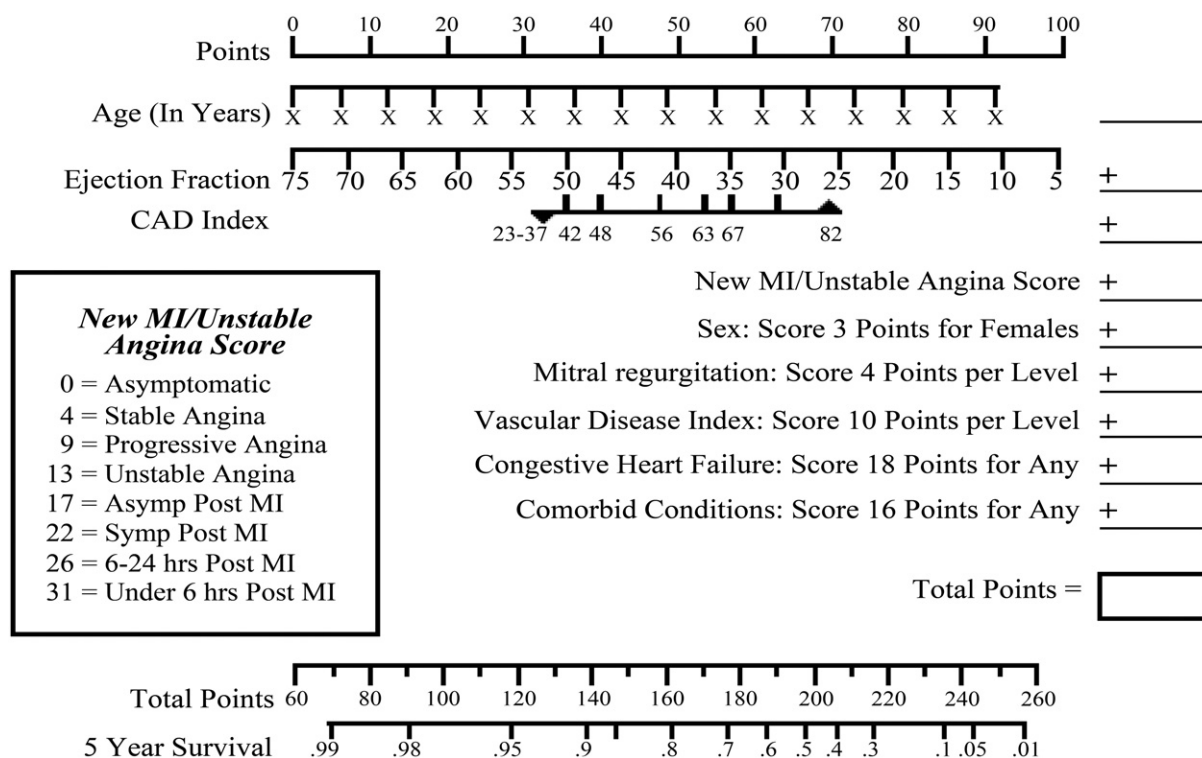 0 10 20 30 40 50 60 70 80 90 100
Points
Age (In Years) X X X X X X X X X X X X X X X X
Ejection Fraction 75 70 65 60 55 50 45 40 35 30 25 20 15 10 5 +
CAD Index 23-37 42 48 56 63 67 82 +
New MI/Unstable Angina Score +
Sex: Score 3 Points for Females +
Mitral regurgitation: Score 4 Points per Level +
Vascular Disease Index: Score 10 Points per Level +
Congestive Heart Failure: Score 18 Points for Any +
Comorbid Conditions: Score 16 Points for Any +
Total Points =
New MI/Unstable
Angina Score
0 = Asymptomatic
4 = Stable Angina
9 = Progressive Angina
13 = Unstable Angina
17 = Asymp Post MI
22 = Symp Post MI
26 = 6-24 hrs Post MI
31 = Under 6 hrs Post MI
Total Points 60 80 100 120 140 160 180 200 220 240 260
5 Year Survival .99 .98 .95 .9 .8 .7 .6 .5 .4 .3 .1 .05 .01